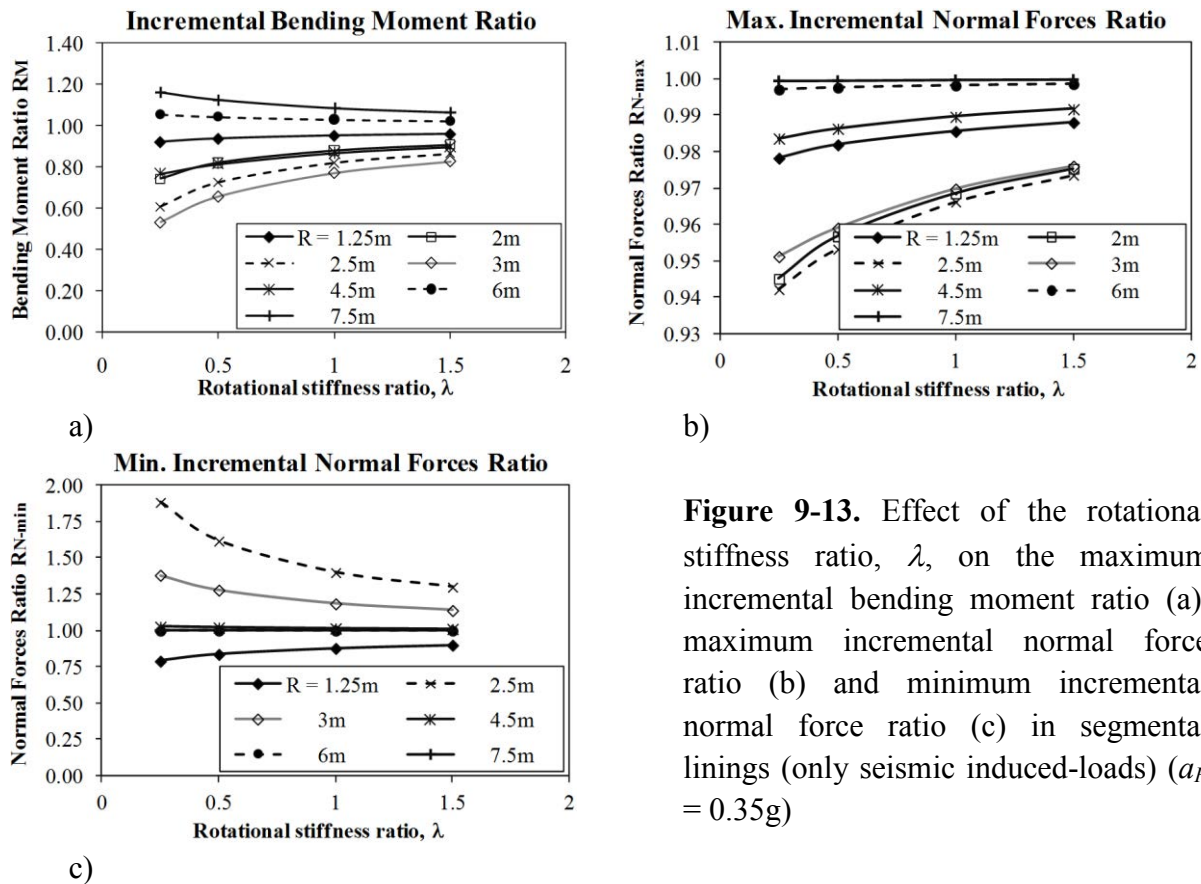 Incremental Bending Moment Ratio
Bending Moment Ratio RM
1.40
1.20
1.00
0.80
0.60
0.40
0.20
0.00
R = 1.25m
2m
2.5m
3m
4.5m
6m
7.5m
0
0.5
1
1.5
2
Rotational stiffness ratio, λ
a)
Max. Incremental Normal Forces Ratio
Normal Forces Ratio RN-max
1.01
1.00
0.99
0.98
0.97
0.96
0.95
0.94
0.93
R = 1.25m
2m
2.5m
3m
4.5m
6m
7.5m
0
0.5
1
1.5
2
Rotational stiffness ratio, λ
b)
Min. Incremental Normal Forces Ratio
Normal Forces Ratio RN-min
2.00
1.75
1.50
1.25
1.00
0.75
0.50
0.25
0.00
R = 1.25m
2.5m
3m
4.5m
6m
7.5m
0
0.5
1
1.5
2
Rotational stiffness ratio, λ
c)
Figure 9-13. Effect of the rotationa
stiffness ratio, λ, on the maximum
incremental bending moment ratio (a)
maximum incremental normal force
ratio (b) and minimum incrementa
normal force ratio (c) in segmenta
linings (only seismic induced-loads) (a
= 0.35g)